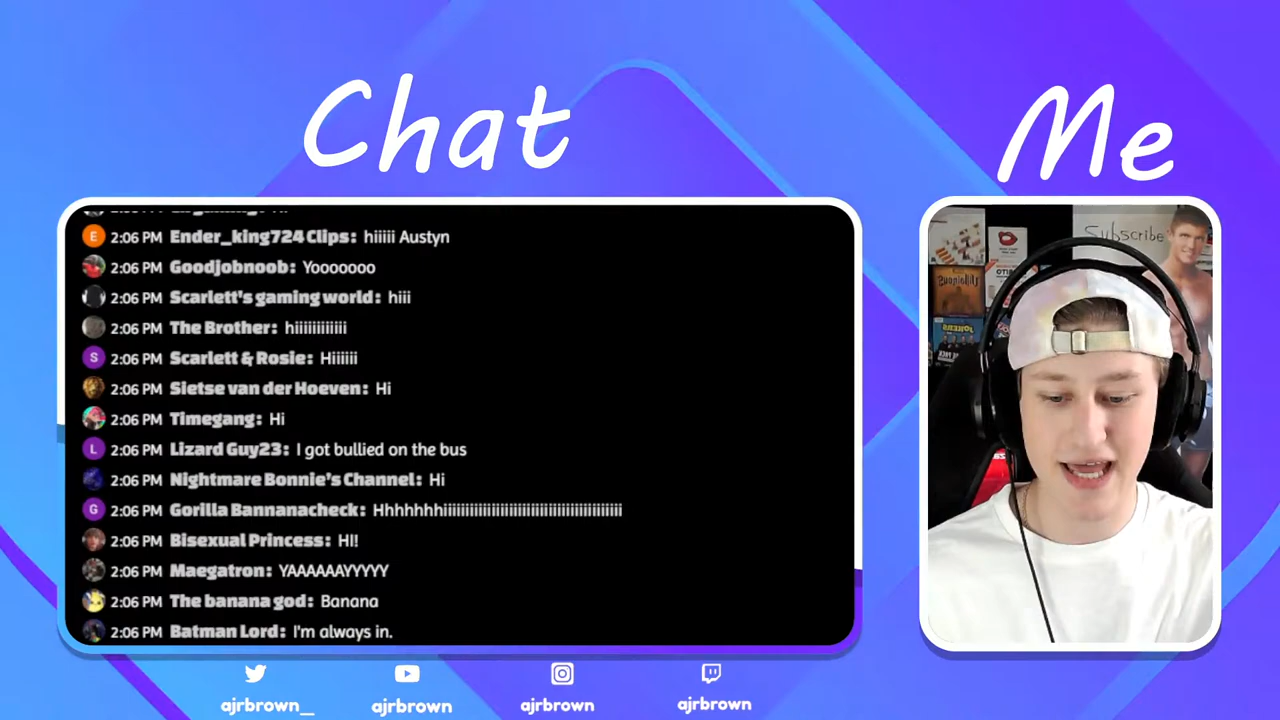 Chat
Me
2:06 PM Ender_king724 Clips: hiiiii Austyn
2:06 PM Goodjobnoob: Yooooooo
2:06 PM Scarlett's gaming world: hiii
2:06 PM The Brother: hiiiiiiiiiiii
2:06 PM Scarlett & Rosie: Hiiiiii
2:06 PM Sietse van der Hoeven: Hi
2:06 PM Timegang: Hi
2:06 PM Lizard Guy23: I got bullied on the bus
2:06 PM Nightmare Bonnie's Channel: Hi
2:06 PM Gorilla Bannanacheck: Hhhhhhhiiiiiiiiiiiiiiiiiiiiiiiiiiiiiiiiiiiiiiiiii
2:06 PM Bisexual Princess: HI!
2:06 PM Maegatron: YAAAAAAYYYYY
2:06 PM The banana god: Banana
2:06 PM Batman Lord: I'm always in.
E
S
L
G
Subscribe
JOKERS
ajrbrown_
ajrbrown
ajrbrown
ajrbrown